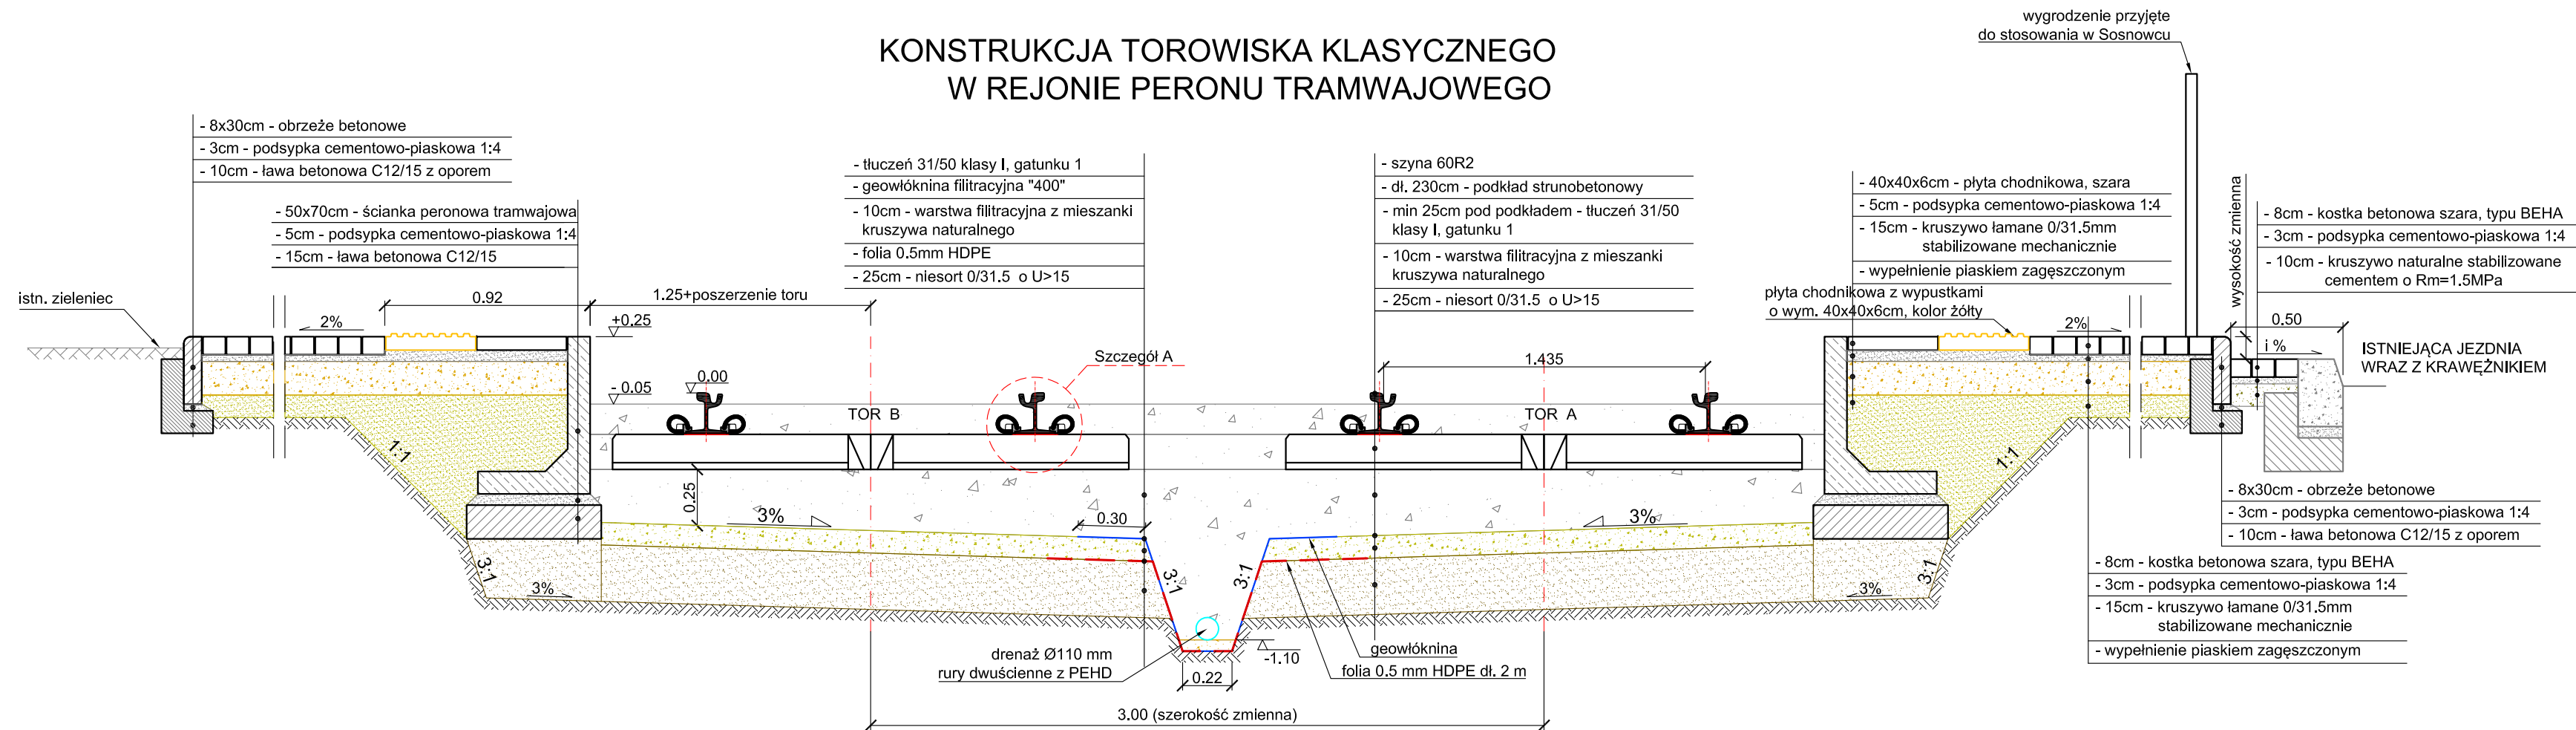 KONSTRUKCJA TOROWISKA KLASYCZNEGO
W REJONIE PERONU TRAMWAJOWEGO
wygrodzenie przyjęte
do stosowania w Sosnowcu
- 8x30cm - obrzeże betonowe
- 3cm - podsypka cementowo-piaskowa 1:4
- 10cm - ława betonowa C12/15 z oporem
- 50x70cm - ścianka peronowa tramwajowa
- 5cm - podsypka cementowo-piaskowa 1:4
- 15cm - ława betonowa C12/15
- tłuczeń 31/50 klasy I, gatunku 1
- geowłóknina filitracyjna "400"
- 10cm - warstwa filitracyjna z mieszanki
kruszywa naturalnego
- folia 0.5mm HDPE
- 25cm - niesort 0/31.5 o U>15
- szyna 60R2
- dł. 230cm - podkład strunobetonowy
- min 25cm pod podkładem - tłuczeń 31/50
klasy I, gatunku 1
- 10cm - warstwa filitracyjna z mieszanki
kruszywa naturalnego
- 25cm - niesort 0/31.5 o U>15
- 40x40x6cm - płyta chodnikowa, szara
- 5cm - podsypka cementowo-piaskowa 1:4
- 15cm - kruszywo łamane 0/31.5mm
stabilizowane mechanicznie
- wypełnienie piaskiem zagęszczonym
płyta chodnikowa z wypustkami
o wym. 40x40x6cm, kolor żółty
wysokość zmienna
- 8cm - kostka betonowa szara, typu BEHA
- 3cm - podsypka cementowo-piaskowa 1:4
- 10cm - kruszywo naturalne stabilizowane
cementem o Rm=1.5MPa
istn. zieleniec
0.92
1.25+poszerzenie toru
2%
+0.25
- 0.05
0.00
Szczegół A
1.435
2%
0.50
i %
ISTNIEJĄCA JEZDNIA
WRAZ Z KRAWĘŻNIKIEM
TOR B
TOR A
1:1
1:1
0.25
3%
0.30
3%
3:1
3%
3:1
3:1
3%
3:1
- 8x30cm - obrzeże betonowe
- 3cm - podsypka cementowo-piaskowa 1:4
- 10cm - ława betonowa C12/15 z oporem
- 8cm - kostka betonowa szara, typu BEHA
- 3cm - podsypka cementowo-piaskowa 1:4
- 15cm - kruszywo łamane 0/31.5mm
stabilizowane mechanicznie
- wypełnienie piaskiem zagęszczonym
drenaż Ø110 mm
rury dwuścienne z PEHD
-1.10
geowłóknina
folia 0.5 mm HDPE dł. 2 m
0.22
3.00 (szerokość zmienna)